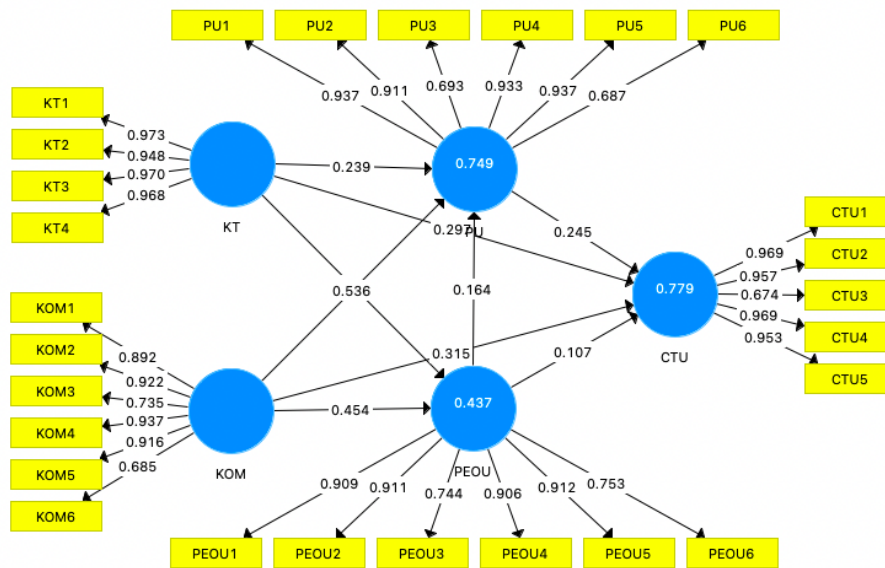 PU1 PU2 PU3 PU4 PU5 PU6
0.937 0.911 0.693 0.933 0.937 0.687
KT1
KT2
KT3
KT4
0.973
0.948
0.970
0.968
KT
0.239
0.749
PU
0.297
0.245
0.536
0.164
CTU1
CTU2
CTU3
CTU4
CTU5
0.969
0.957
0.674
0.969
0.953
0.779
CTU
KOM1
KOM2
KOM3
KOM4
KOM5
KOM6
0.892
0.922
0.735
0.937
0.916
0.685
KOM
0.315
0.107
0.454
0.437
PEOU
0.909 0.911 0.744 0.906 0.912 0.753
PEOU1 PEOU2 PEOU3 PEOU4 PEOU5 PEOU6